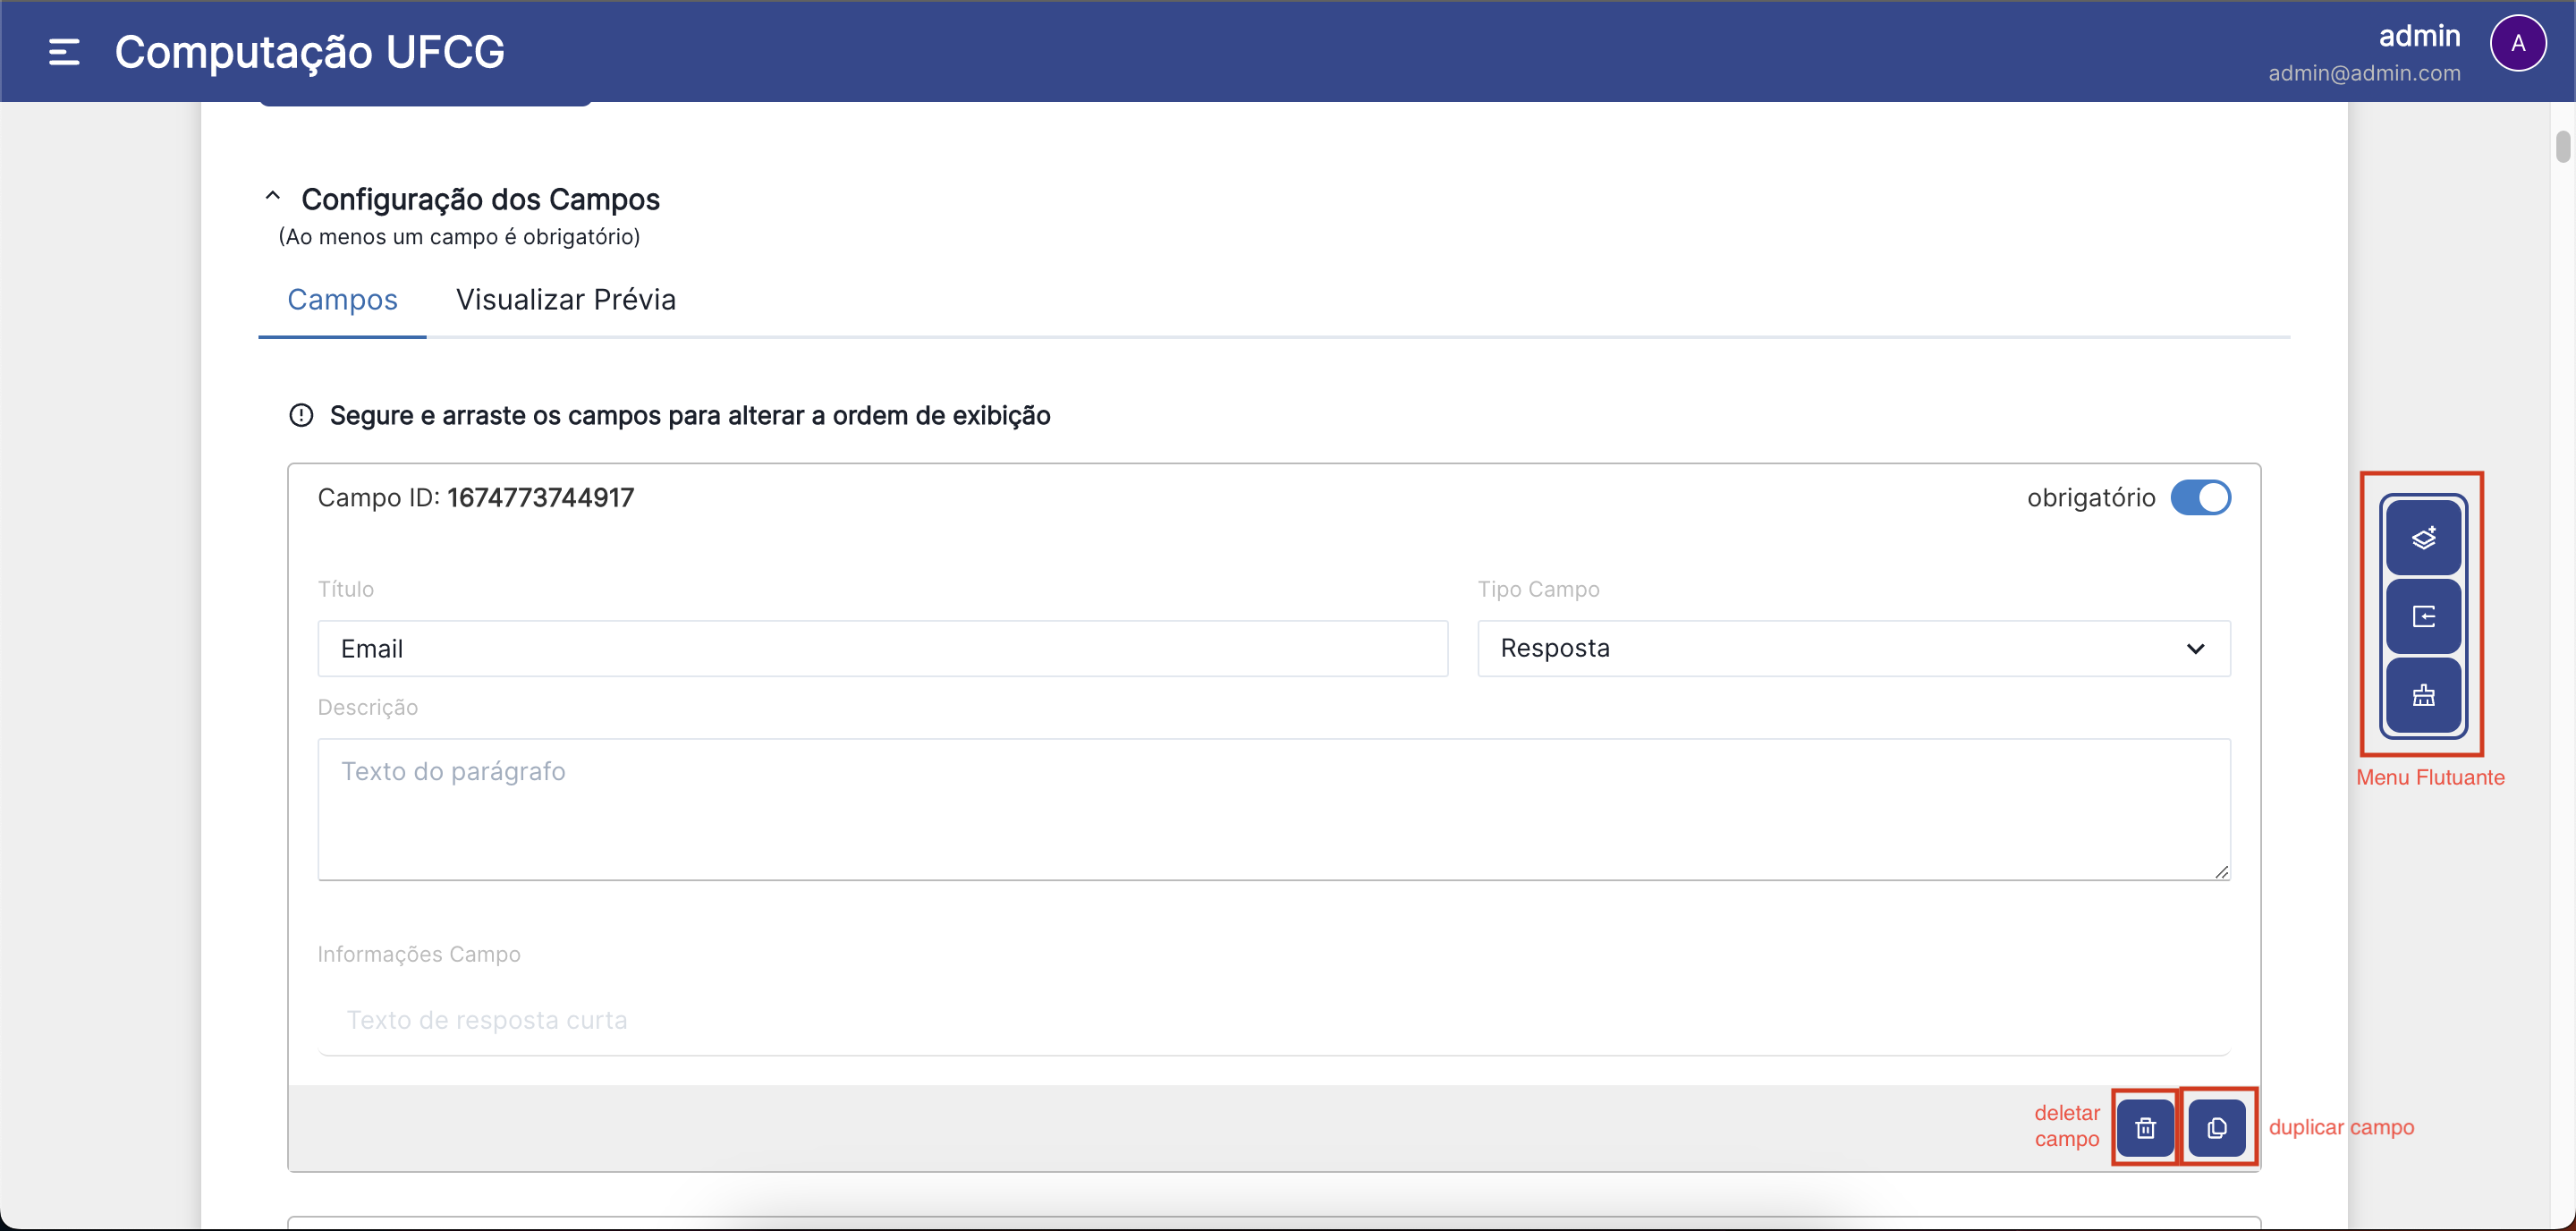 Computação UFCG
admin
admin@admin.com
A
Configuração dos Campos
(Ao menos um campo é obrigatório)
Campos
Visualizar Prévia
Segure e arraste os campos para alterar a ordem de exibição
Campo ID: 1674773744917
obrigatório
Título
Tipo Campo
Email
Resposta
Descrição
Texto do parágrafo
Menu Flutuante
Informações Campo
Texto de resposta curta
deletar
campo
duplicar campo